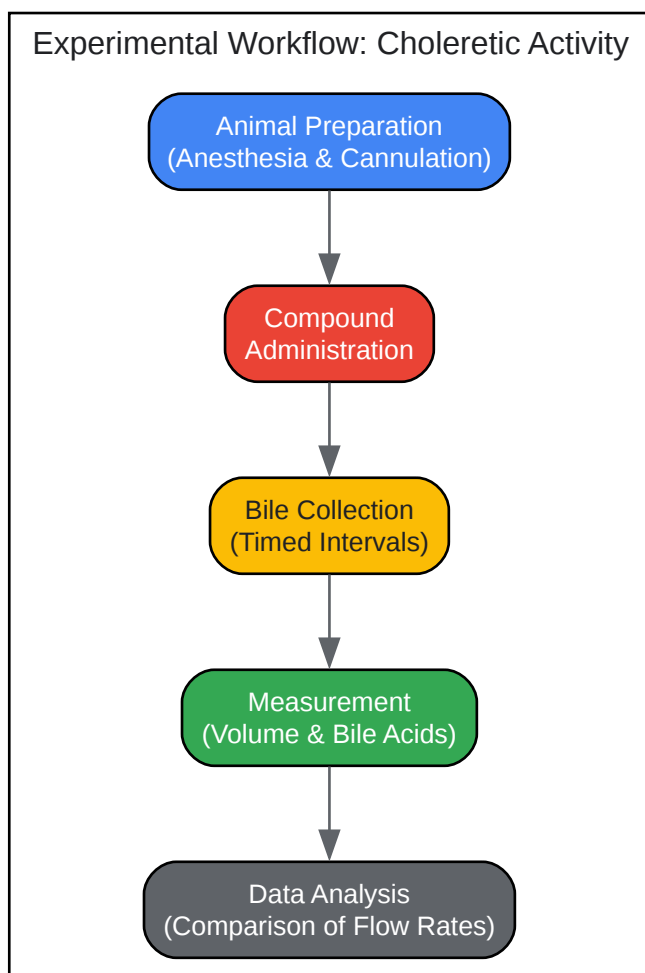 Experimental Workflow: Choleretic Activity
Animal Preparation
(Anesthesia & Cannulation)
Compound
Administration
Bile Collection
(Timed Intervals)
Measurement
(Volume & Bile Acids)
Data Analysis
(Comparison of Flow Rates)